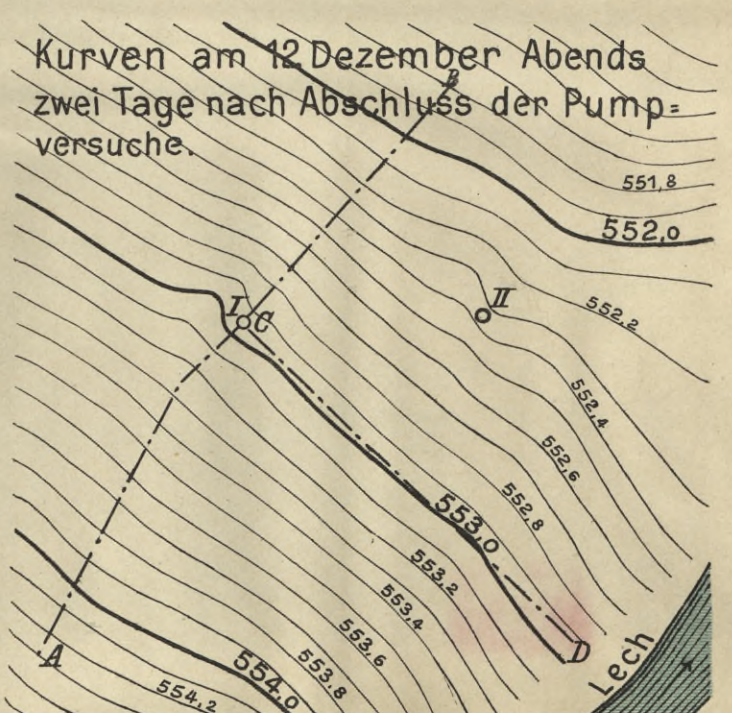 Kurven am 12 Dezember Abends
zwei Tage nach Abschluss der Pump=
versuche.
B
551,8
552,0
II
552,2
I C
552,4
552,6
552,8
553,0
553,2
553,4
553,6
553,8
554,0
554,2
A
D
Lech